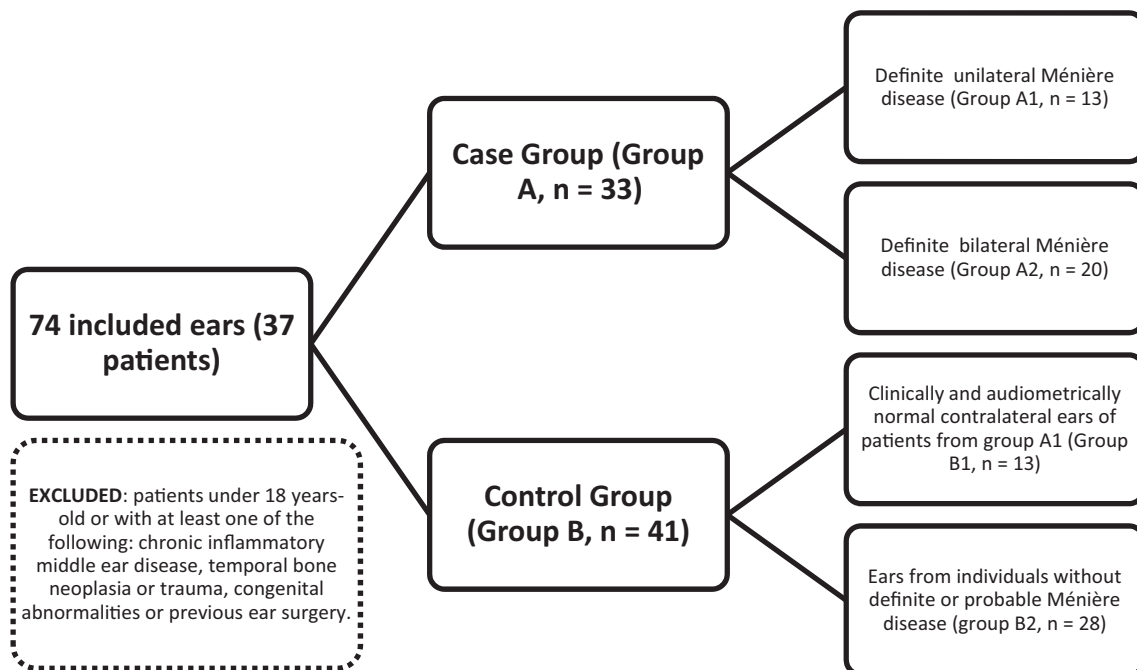 74 included ears (37
patients)
EXCLUDED: patients under 18 years-
old or with at least one of the
following: chronic inflammatory
middle ear disease, temporal bone
neoplasia or trauma, congenital
abnormalities or previous ear surgery.
Case Group (Group
A, n = 33)
Control Group
(Group B, n = 41)
Definite unilateral Ménière
disease (Group A1, n = 13)
Definite bilateral Ménière
disease (Group A2, n = 20)
Clinically and audiometrically
normal contralateral ears of
patients from group A1 (Group
B1, n = 13)
Ears from individuals without
definite or probable Ménière
disease (group B2, n = 28)